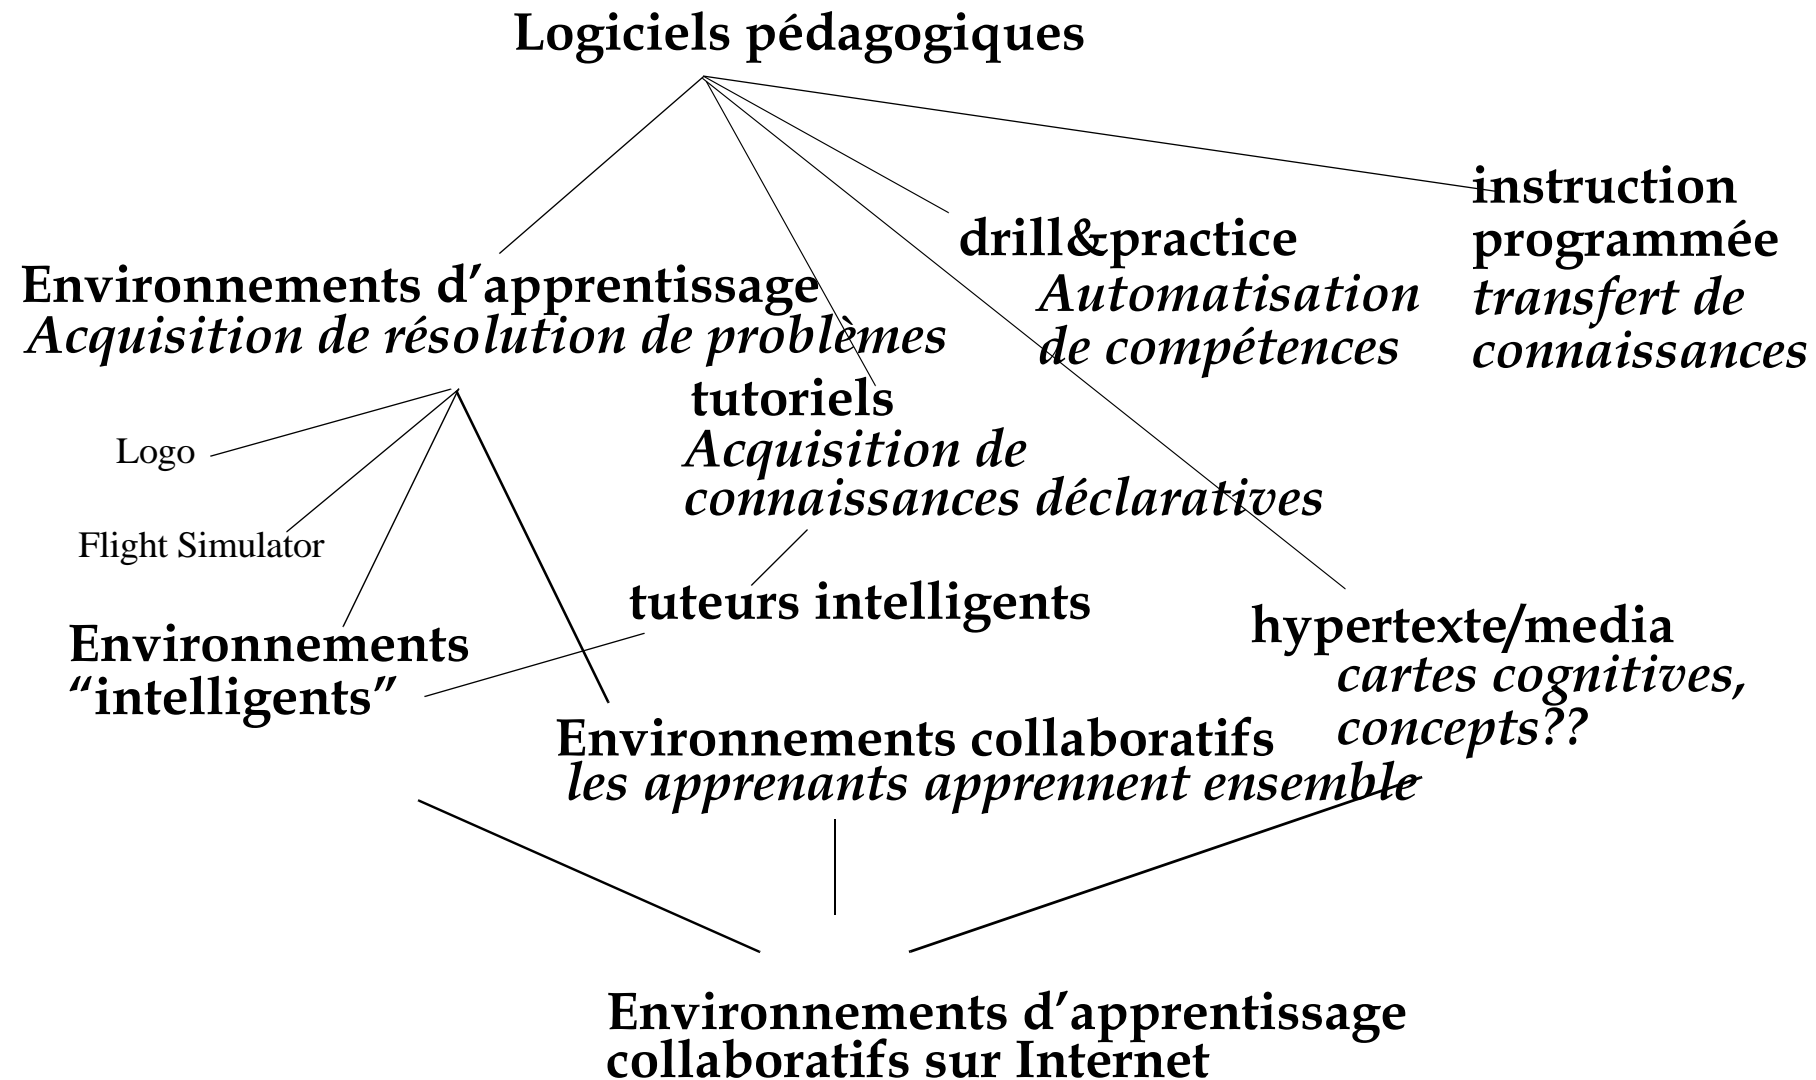 Logiciels pédagogiques
instruction
programmée
transfert de
connaissances
drill&practice
Automatisation
de compétences
Environnements d’apprentissage
Acquisition de résolution de problèmes
tutoriels
Acquisition de
connaissances déclaratives
Logo
Flight Simulator
tuteurs intelligents
Environnements
“intelligents”
hypertexte/media
cartes cognitives,
concepts??
Environnements collaboratifs
les apprenants apprennent ensemble
Environnements d’apprentissage
collaboratifs sur Internet